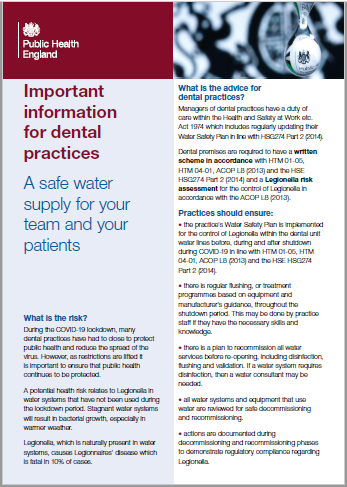 Public Health
England
Important
information
for dental
practices
A safe water
supply for your
team and your
patients
What is the risk?
During the COVID-19 lockdown, many
dental practices have had to close to protect
public health and reduce the spread of the
virus. However, as restrictions are lifted it
is important to ensure that public health
continues to be protected.
A potential health risk relates to Legionella in
water systems that have not been used during
the lockdown period. Stagnant water systems
will result in bacterial growth, especially in
warmer weather.
Legionella, which is naturally present in water
systems, causes Legionnaires' disease which
is fatal in 10% of cases.
What is the advice for
dental practices?
Managers of dental practices have a duty of
care within the Health and Safety at Work etc.
Act 1974 which includes regularly updating their
Water Safety Plan in line with HSG274 Part 2 (2014).
Dental premises are required to have a written
scheme in accordance with HTM 01-05,
HTM 04-01, ACOP L8 (2013) and the HSE
HSG274 Part 2 (2014) and a Legionella risk
assessment for the control of Legionella in
accordance with the ACOP L8 (2013).
Practices should ensure:
• the practice's Water Safety Plan is implemented
for the control of Legionella within the dental unit
water lines before, during and after shutdown
during COVID-19 in line with HTM 01-05, HTM
04-01, ACOP L8 (2013) and the HSE HSG274
Part 2 (2014).
• there is regular flushing, or treatment
programmes based on equipment and
manufacturer's guidance, throughout the
shutdown period. This may be done by practice
staff if they have the necessary skills and
knowledge.
• there is a plan to recommission all water
services before re-opening, including disinfection,
flushing and validation. If a water system requires
disinfection, then a water consultant may be
needed.
• all water systems and equipment that use
water are reviewed for safe decommissioning
and recommissioning.
• actions are documented during
decommissioning and recommissioning phases
to demonstrate regulatory compliance regarding
Legionella.